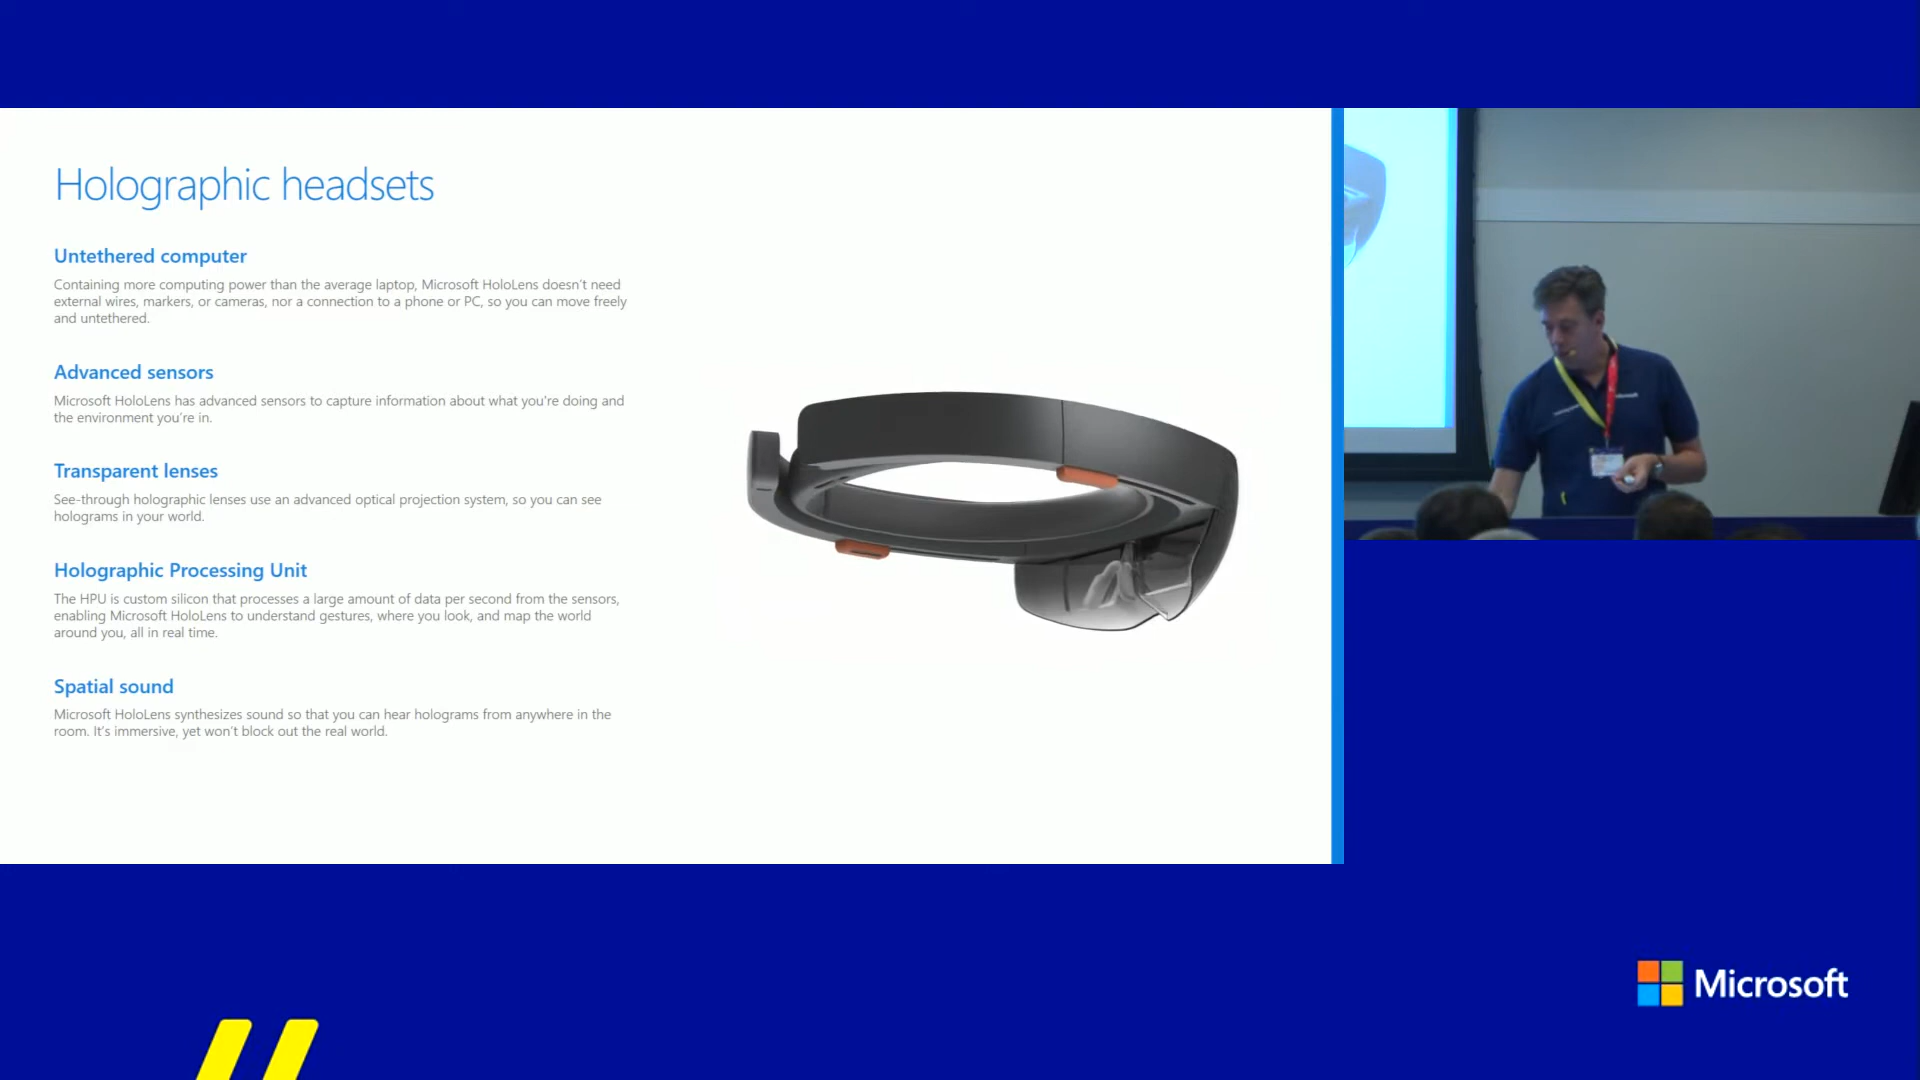 Holographic headsets
Untethered computer
Containing more computing power than the average laptop, Microsoft HoloLens doesn't need
external wires, markers, or cameras, nor a connection to a phone or PC, so you can move freely
and untethered.
Advanced sensors
Microsoft HoloLens has advanced sensors to capture information about what you're doing and
the environment you're in.
Transparent lenses
See-through holographic lenses use an advanced optical projection system, so you can see
holograms in your world.
Holographic Processing Unit
The HPU is custom silicon that processes a large amount of data per second from the sensors,
enabling Microsoft HoloLens to understand gestures, where you look, and map the world
around you, all in real time.
Spatial sound
Microsoft HoloLens synthesizes sound so that you can hear holograms from anywhere in the
room. It's immersive, yet won't block out the real world.
Microsoft